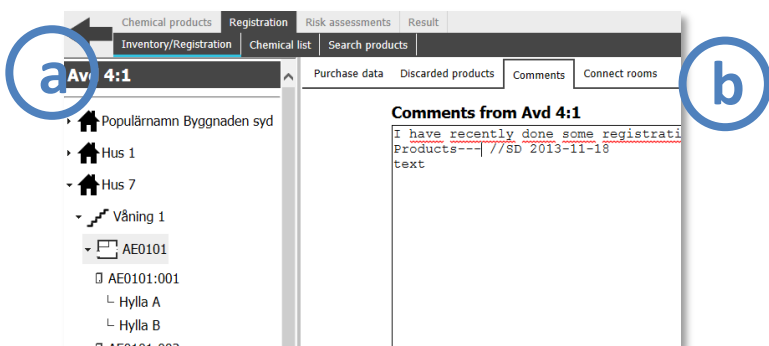 Chemical products Registration Risk assessments Result
Inventory/Registration Chemical list Search products
a
Avd 4:1
Purchase data Discarded products Comments Connect rooms
b
Populärnamn Byggnaden syd
Hus 1
Hus 7
Våning 1
AE0101
AE0101:001
Hylla A
Hylla B
Comments from Avd 4:1
I have recently done some registrati
Products--- //SD 2013-11-18
text